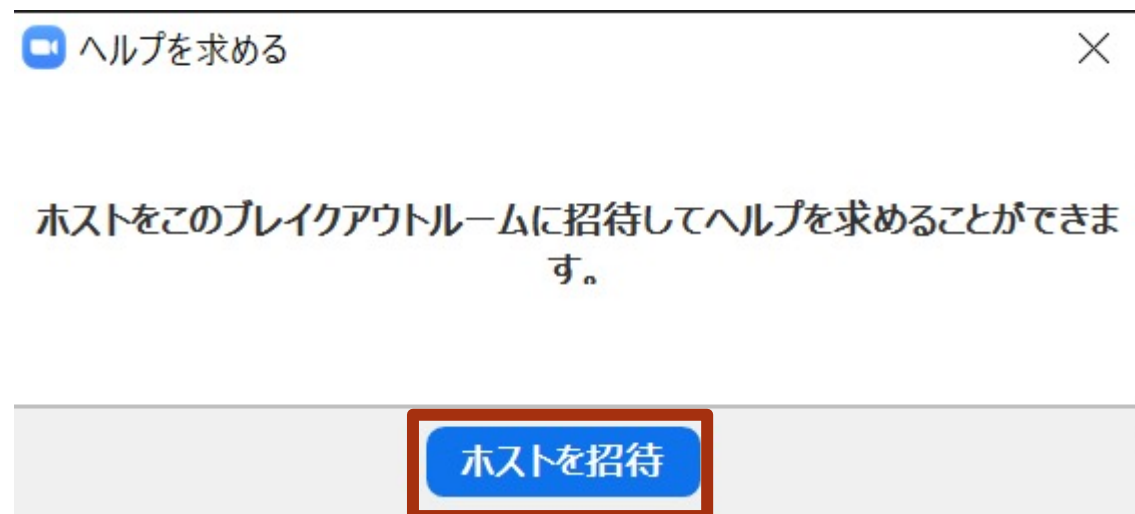 ヘルプを求める
ホストをこのブレイクアウトルームに招待してヘルプを求めることができま
す。
ホストを招待